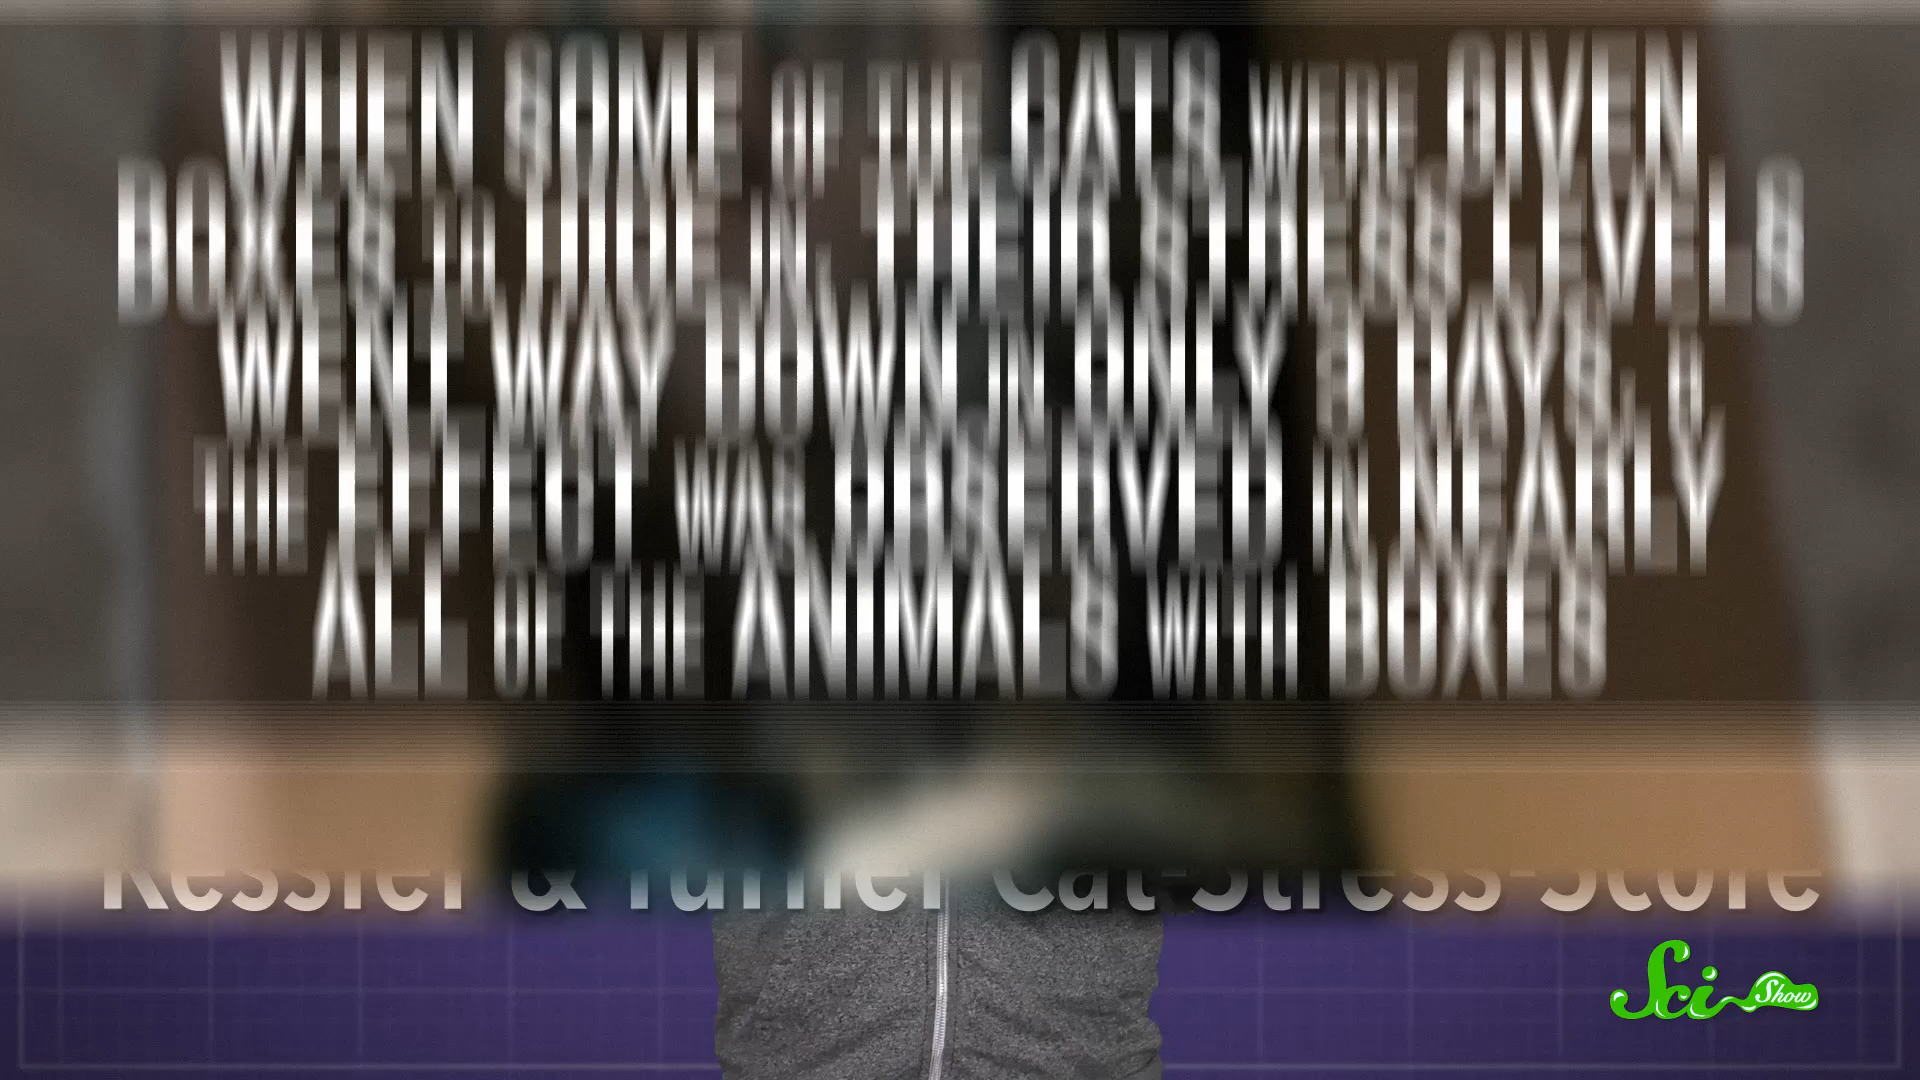 WHEN SOME OF THE CATS WERE GIVEN
BOXES TO HIDE IN, THEIR STRESS LEVELS
WENT WAY DOWN IN ONLY 3 DAYS, &
THE EFFECT WAS OBSERVED IN NEARLY
ALL OF THE ANIMALS WITH BOXES
Kessler & Turner Cat-Stress-Score
Sci Show